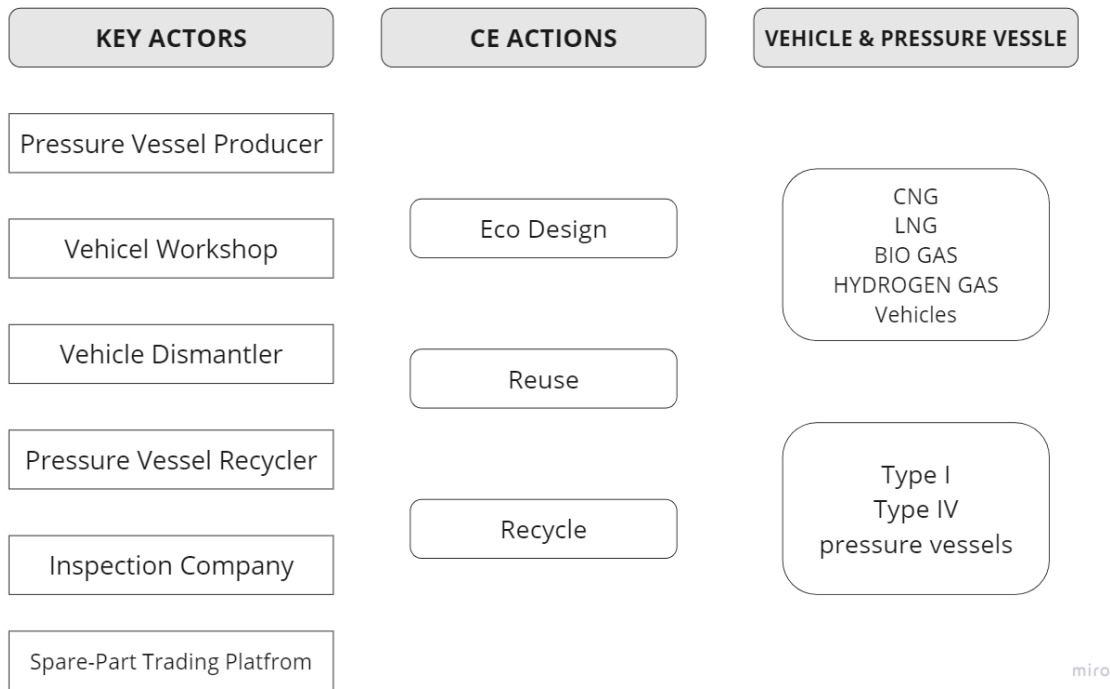 KEY ACTORS
Pressure Vessel Producer
Vehicel Workshop
Vehicle Dismantler
Pressure Vessel Recycler
Inspection Company
Spare-Part Trading Platfrom
CE ACTIONS
Eco Design
Reuse
Recycle
VEHICLE & PRESSURE VESSLE
CNG
LNG
BIO GAS
HYDROGEN GAS
Vehicles
Type I
Type IV
pressure vessels
miro